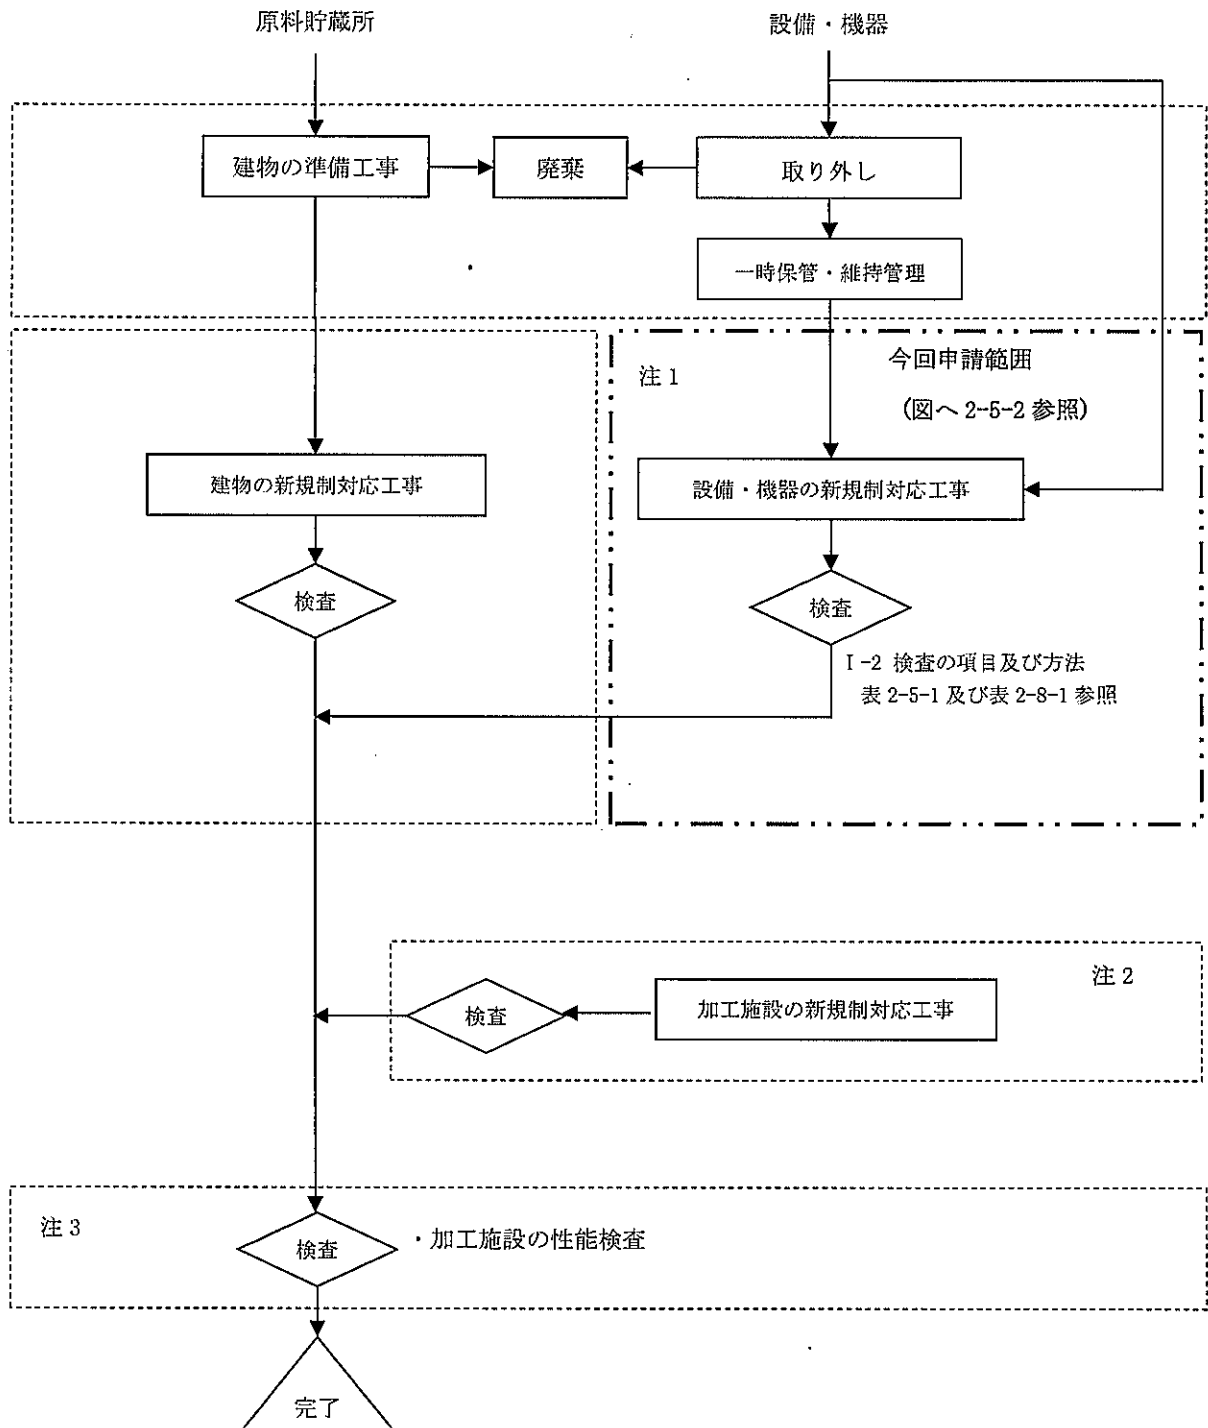 原料貯蔵所
設備・機器
建物の準備工事
廃棄
取り外し
一時保管・維持管理
注 1
今回申請範囲
(図へ 2-5-2 参照)
建物の新規制対応工事
設備・機器の新規制対応工事
検査
検査
Ⅰ-2 検査の項目及び方法
表 2-5-1 及び表 2-8-1 参照
注 2
検査
加工施設の新規制対応工事
注 3
検査
・加工施設の性能検査
完了